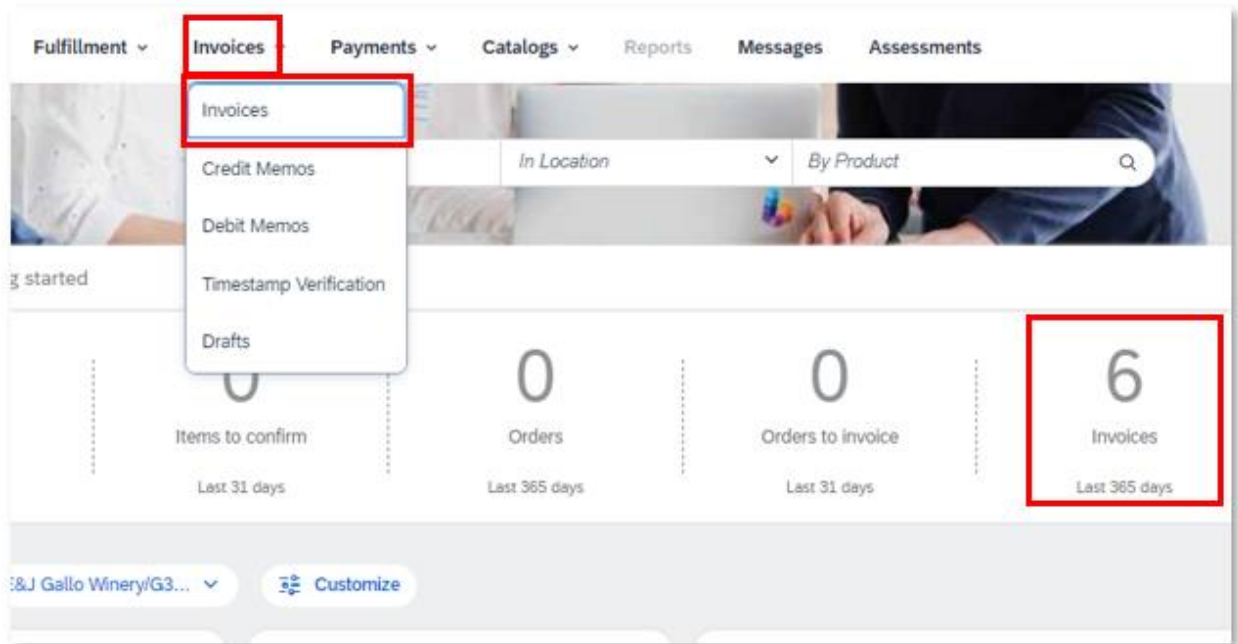 Fulfillment Invoices Payments Catalogs Reports Messages Assessments
Invoices
Credit Memos
Debit Memos
Timestamp Verification
Drafts
In Location By Product
g started
0
Items to confirm
Last 31 days
0
Orders
Last 365 days
0
Orders to invoice
Last 31 days
6
Invoices
Last 365 days
E&J Gallo Winery/G3... Customize